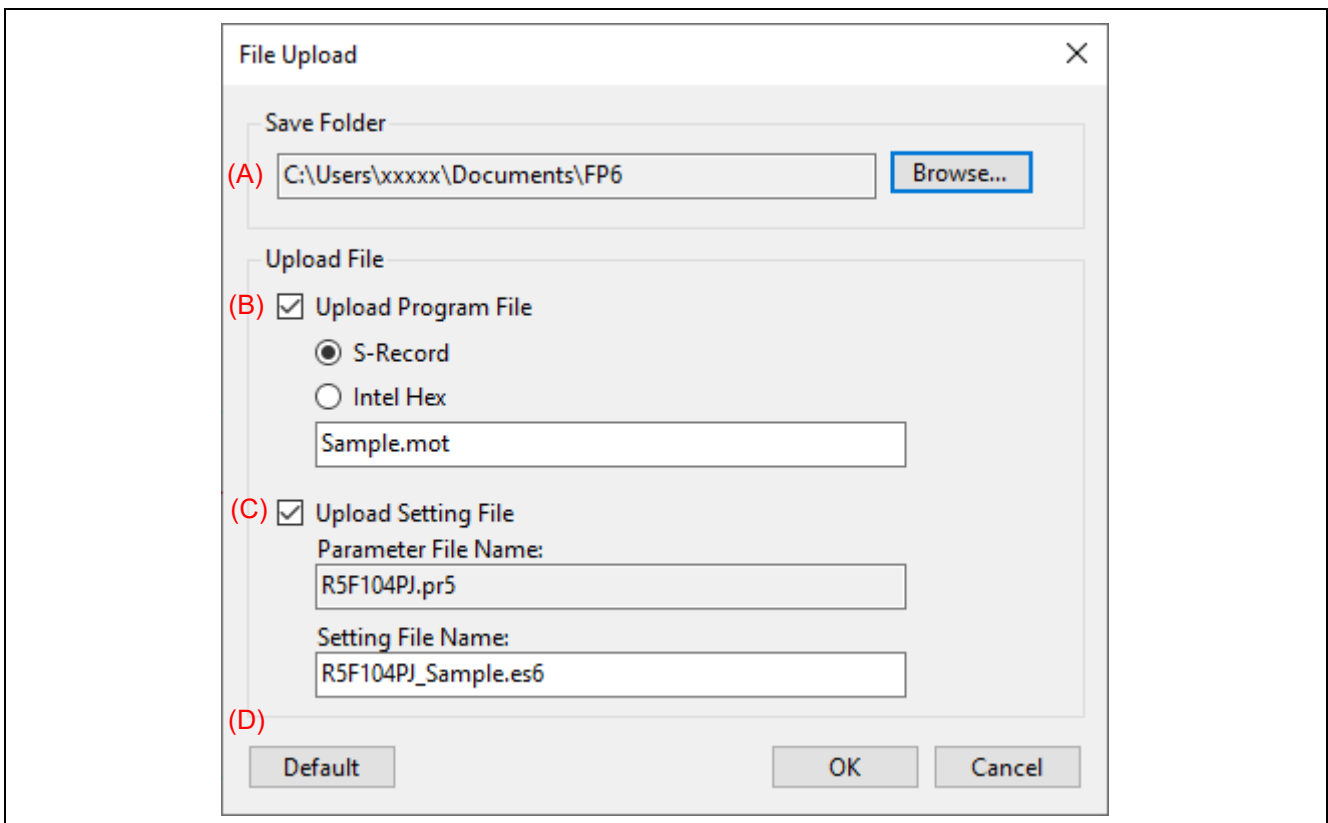 File Upload
Save Folder
(A) C:\Users\xxxxx\Documents\FP6 Browse...
Upload File
(B) Upload Program File
S-Record
Intel Hex
Sample.mot
(C) Upload Setting File
Parameter File Name:
R5F104PJ.pr5
Setting File Name:
R5F104PJ_Sample.es6
(D)
Default OK Cancel